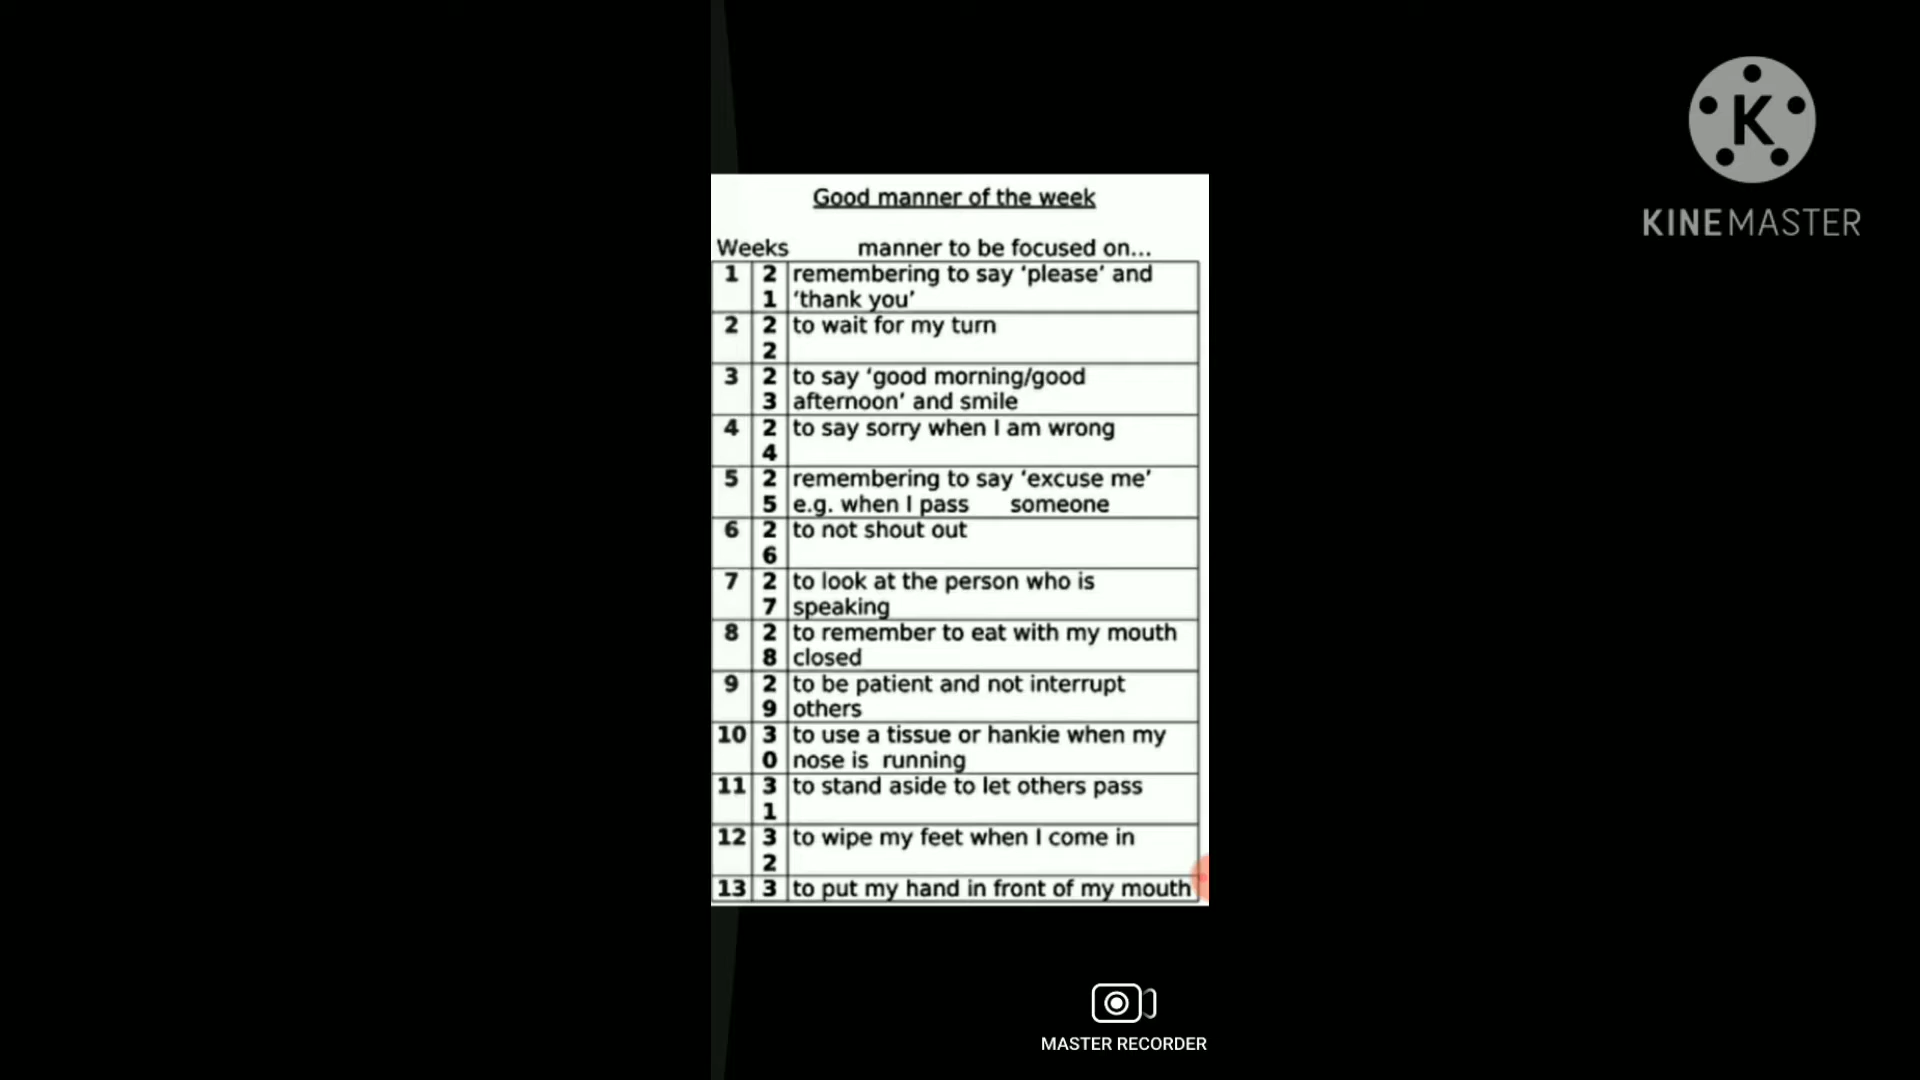 Good manner of the week
Weeks manner to be focused on...
1 2 remembering to say ‘please’ and
1 ‘thank you’
2 2 to wait for my turn
2
3 2 to say ‘good morning/good
3 afternoon’ and smile
4 2 to say sorry when I am wrong
4
5 2 remembering to say ‘excuse me’
5 e.g. when I pass someone
6 2 to not shout out
6
7 2 to look at the person who is
7 speaking
8 2 to remember to eat with my mouth
8 closed
9 2 to be patient and not interrupt
9 others
10 3 to use a tissue or hankie when my
0 nose is running
11 3 to stand aside to let others pass
1
12 3 to wipe my feet when I come in
2
13 3 to put my hand in front of my mouth
K
KINEMASTER
MASTER RECORDER